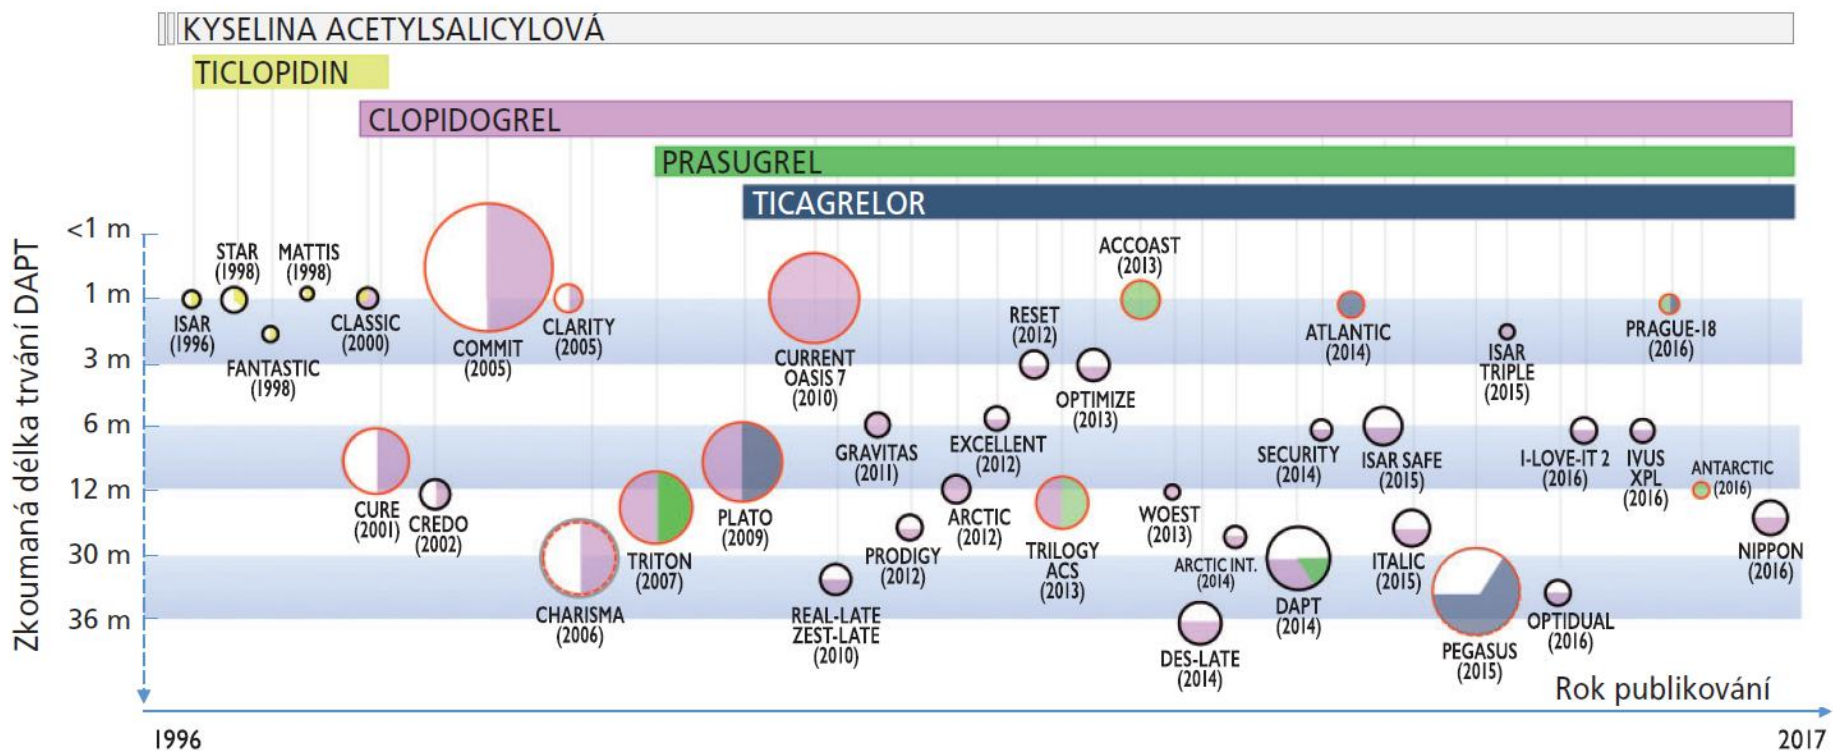 KYSELINA ACETYLSALICYLOVÁ
TICLOPIDIN
CLOPIDOGREL
PRASUGREL
TICAGRELOR
Zkoumaná délka trvání DAPT
<1 m
1 m
3 m
6 m
12 m
30 m
36 m
ISAR
(1996)
STAR
(1998)
FANTASTIC
(1998)
MATTIS
(1998)
CLASSIC
(2000)
COMMIT
(2005)
CLARITY
(2005)
CURRENT
OASIS 7
(2010)
RESET
(2012)
ACCOAST
(2013)
OPTIMIZE
(2013)
ATLANTIC
(2014)
ISAR
TRIPLE
(2015)
PRAGUE-18
(2016)
CURE
(2001)
CREDO
(2002)
CHARISMA
(2006)
TRITON
(2007)
PLATO
(2009)
REAL-LATE
ZEST-LATE
(2010)
GRAVITAS
(2011)
PRODIGY
(2012)
EXCELLENT
(2012)
ARCTIC
(2012)
TRILOGY
ACS
(2013)
WOEST
(2013)
ARCTIC INT.
(2014)
DES-LATE
(2014)
SECURITY
(2014)
DAPT
(2014)
ISAR SAFE
(2015)
ITALIC
(2015)
PEGASUS
(2015)
I-LOVE-IT 2
(2016)
OPTIDUAL
(2016)
IVUS
XPL
(2016)
ANTARCTIC
(2016)
NIPPON
(2016)
Rok publikování
1996
2017